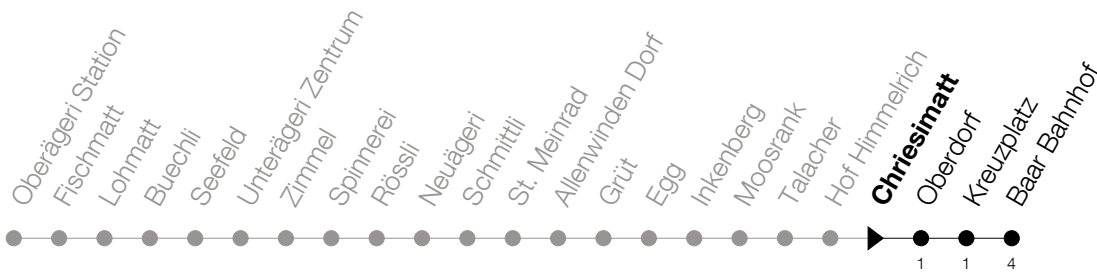 Oberägeri Station
Fischmatt
Lohmatt
Buechli
Seefeld
Unterägeri Zentrum
Zimmel
Spinnerei
Rössli
Neuägeri
Schmittli
St. Meinrad
Allenwinden Dorf
Grüt
Egg
Inkenberg
Moosrank
Talacher
Hof Himmelrich
Chriesimatt
Oberdorf
Kreuzplatz
Baar Bahnhof
1
1
4